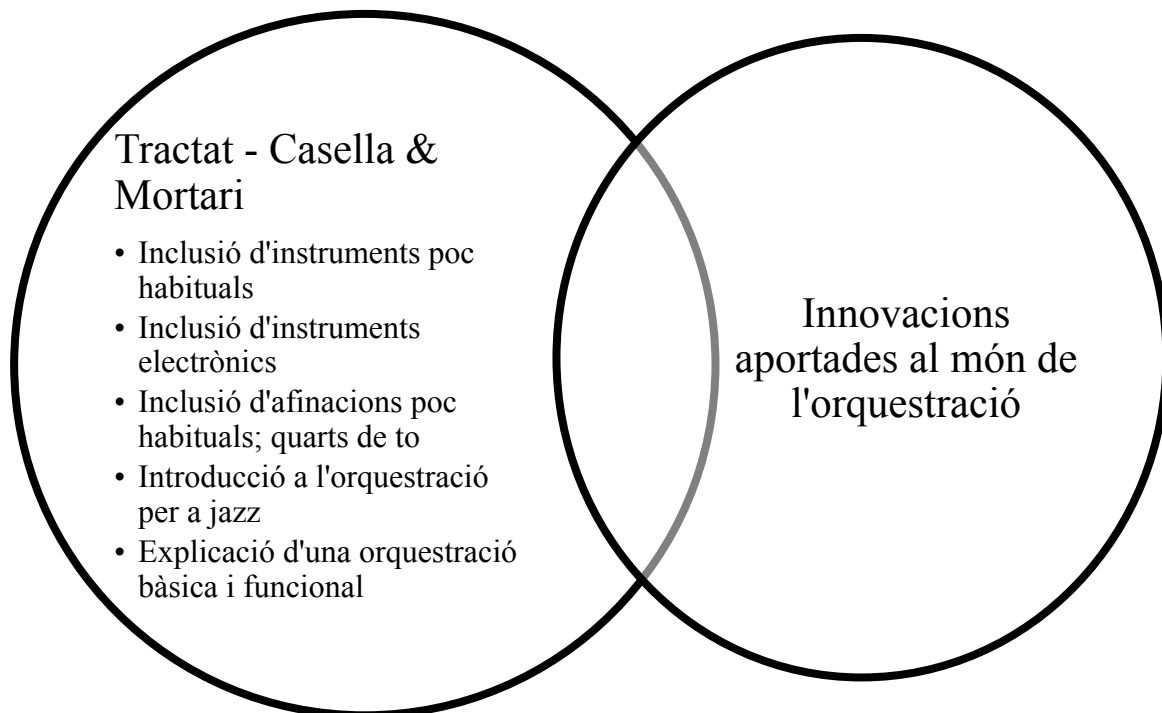 Tractat - Casella &
Mortari
• Inclusió d'instruments poc
habituals
• Inclusió d'instruments
electrònics
• Inclusió d'afinacions poc
habituals; quarts de to
• Introducció a l'orquestració
per a jazz
• Explicació d'una orquestració
bàsica i funcional
Innovacions
aportades al món de
l'orquestració